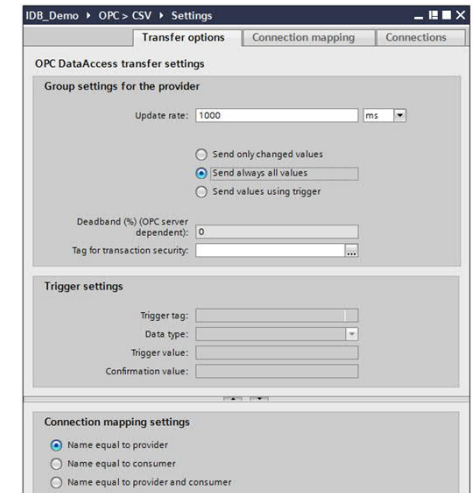 IDB_Demo ▸ OPC > CSV ▸ Settings
Transfer options Connection mapping Connections
OPC DataAccess transfer settings
Group settings for the provider
Update rate: 1000 ms
Send only changed values
Send always all values
Send values using trigger
Deadband (%) (OPC server
dependent): 0
Tag for transaction security: ...
Trigger settings
Trigger tag:
Data type:
Trigger value:
Confirmation value:
Connection mapping settings
Name equal to provider
Name equal to consumer
Name equal to provider and consumer